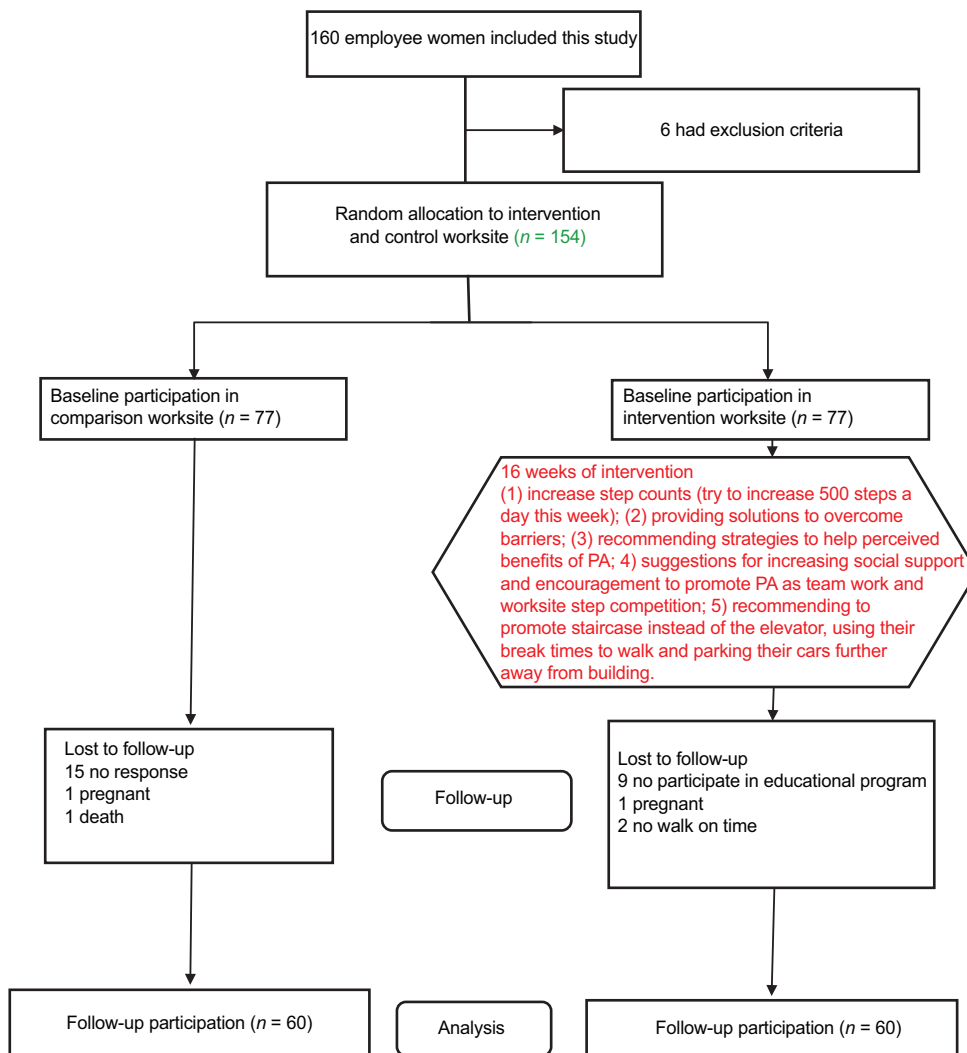 160 employee women included this study
6 had exclusion criteria
Random allocation to intervention
and control worksite (n = 154)
Baseline participation in
comparison worksite (n = 77)
Baseline participation in
intervention worksite (n = 77)
16 weeks of intervention
(1) increase step counts (try to increase 500 steps a
day this week); (2) providing solutions to overcome
barriers; (3) recommending strategies to help perceived
benefits of PA; 4) suggestions for increasing social support
and encouragement to promote PA as team work and
worksite step competition; 5) recommending to
promote staircase instead of the elevator, using their
break times to walk and parking their cars further
away from building.
Lost to follow-up
15 no response
1 pregnant
1 death
Follow-up
Lost to follow-up
9 no participate in educational program
1 pregnant
2 no walk on time
Follow-up participation (n = 60)
Analysis
Follow-up participation (n = 60)